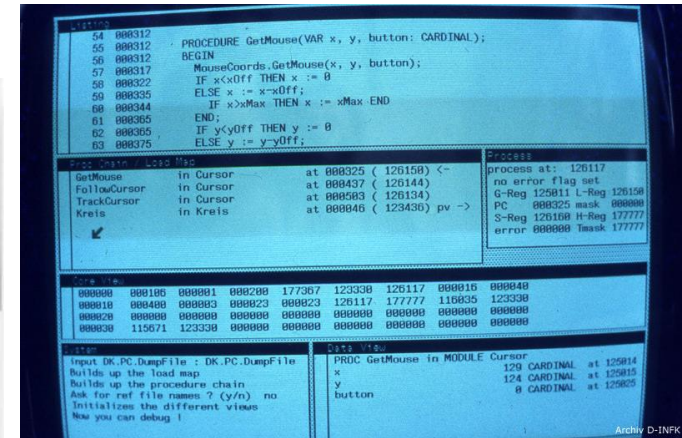 Listing
54 000312
55 000312 PROCEDURE GetMouse(VAR x, y, button: CARDINAL);
56 000312 BEGIN
57 000317 MouseCoords.GetMouse(x, y, button);
58 000322 IF x<xOff THEN x := 0
59 000335 ELSE x := x-xOff;
60 000344 IF x>xMax THEN x := xMax END
61 000365 END;
62 000365 IF y<yOff THEN y := 0
63 000375 ELSE y := y-yOff;
Proc Chain / Load Map
GetMouse in Cursor at 000325 ( 126150) <-
FollowCursor in Cursor at 000437 ( 126144)
TrackCursor in Cursor at 000503 ( 126134)
Kreis in Kreis at 000046 ( 123436) pv ->
Process
process at: 126117
no error flag set
G-Reg 125011 L-Reg 126150
PC 000325 mask 000000
S-Reg 126160 H-Reg 177777
error 000000 Tmask 177777
Core View
000000 000106 000001 000200 177367 123330 126117 000016 000040
000010 000400 000003 000023 000023 126117 177777 116035 123330
000020 000000 000000 000000 000000 000000 000000 000000 000000
000030 115671 123330 000000 000000 000000 000000 000000 000000
System
input DK.PC.DumpFile : DK.PC.DumpFile
Builds up the load map
Builds up the procedure chain
Ask for ref file names ? (y/n) no
Initializes the different views
Now you can debug !
Data View
PROC GetMouse in MODULE Cursor
x 129 CARDINAL at 125014
y 124 CARDINAL at 125015
button 0 CARDINAL at 125025
Archiv D-INFK